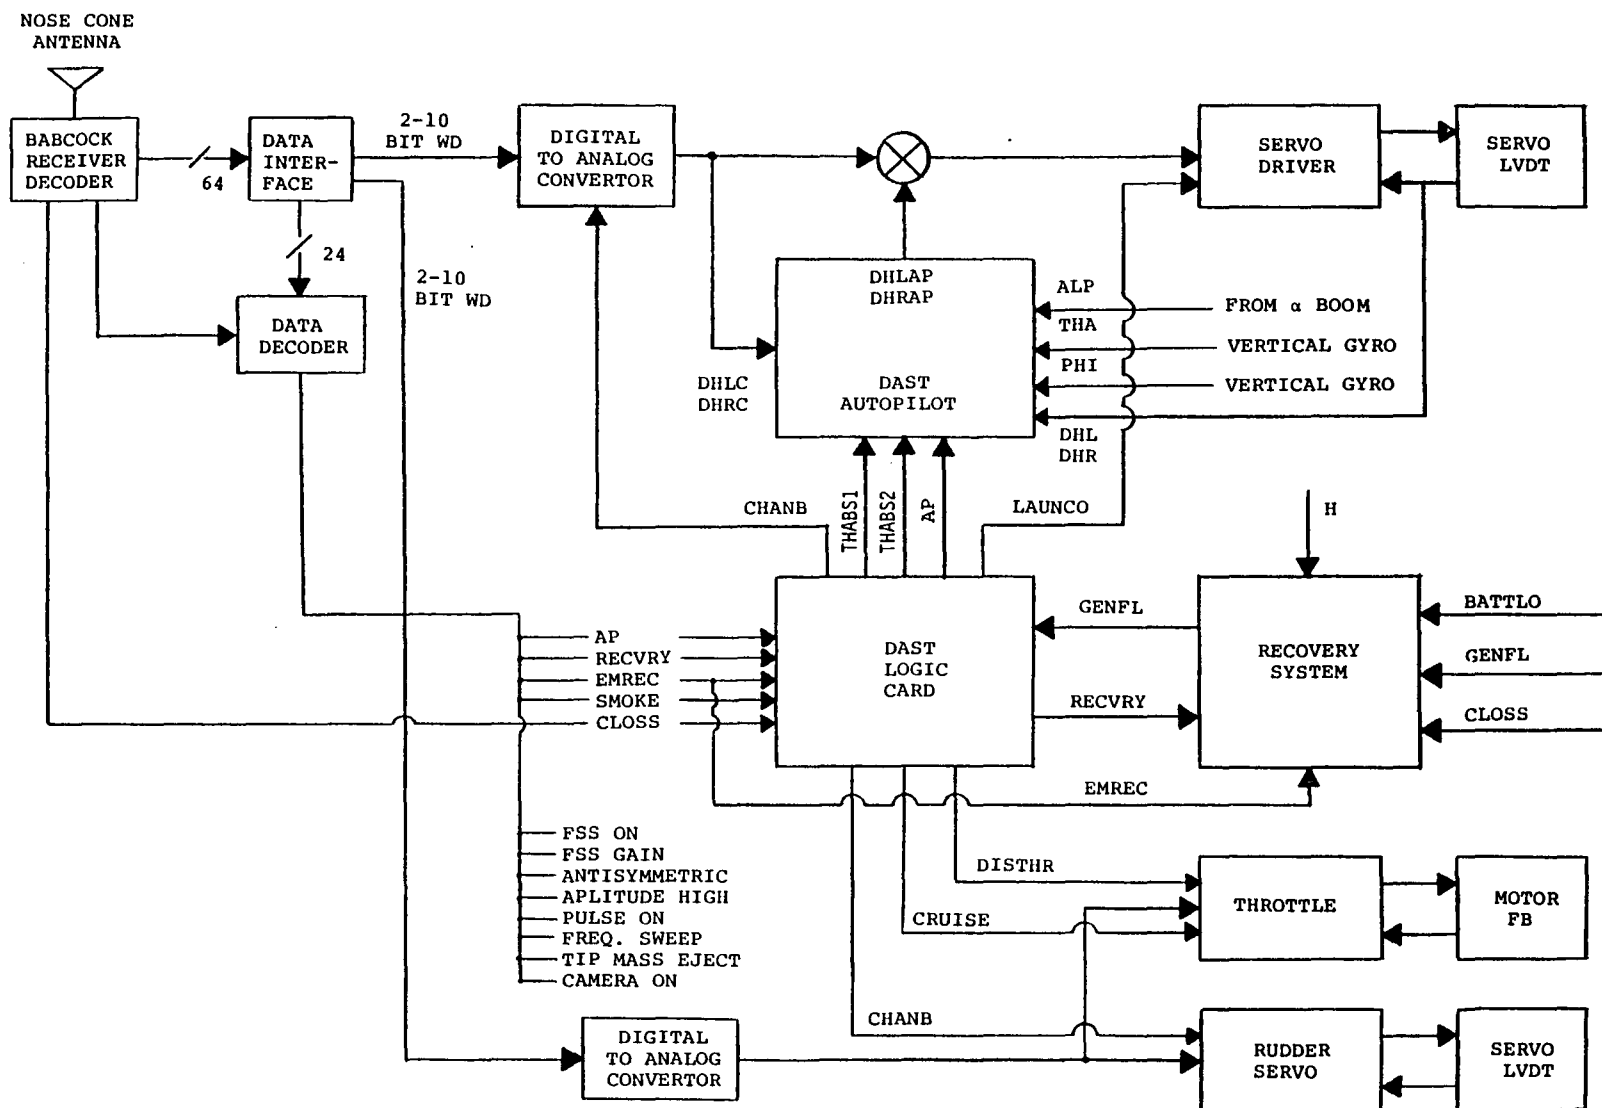 NOSE CONE
ANTENNA
BABCOCK
RECEIVER
DECODER
64
DATA
INTER-
FACE
2-10
BIT WD
DIGITAL
TO ANALOG
CONVERTOR
SERVO
DRIVER
SERVO
LVDT
24
2-10
BIT WD
DATA
DECODER
DHLAP
DHRAP
DAST
AUTOPILOT
DHLC
DHRC
ALP
THA
PHI
DHL
DHR
FROM α BOOM
VERTICAL GYRO
VERTICAL GYRO
CHANB
THABS1
THABS2
AP
LAUNCO
H
AP
RECVRY
EMREC
SMOKE
CLOSS
DAST
LOGIC
CARD
GENFL
RECVRY
RECOVERY
SYSTEM
BATTLO
GENFL
CLOSS
EMREC
FSS ON
FSS GAIN
ANTISYMMETRIC
APLITUDE HIGH
PULSE ON
FREQ. SWEEP
TIP MASS EJECT
CAMERA ON
DISTHR
CRUISE
THROTTLE
MOTOR
FB
CHANB
DIGITAL
TO ANALOG
CONVERTOR
RUDDER
SERVO
SERVO
LVDT